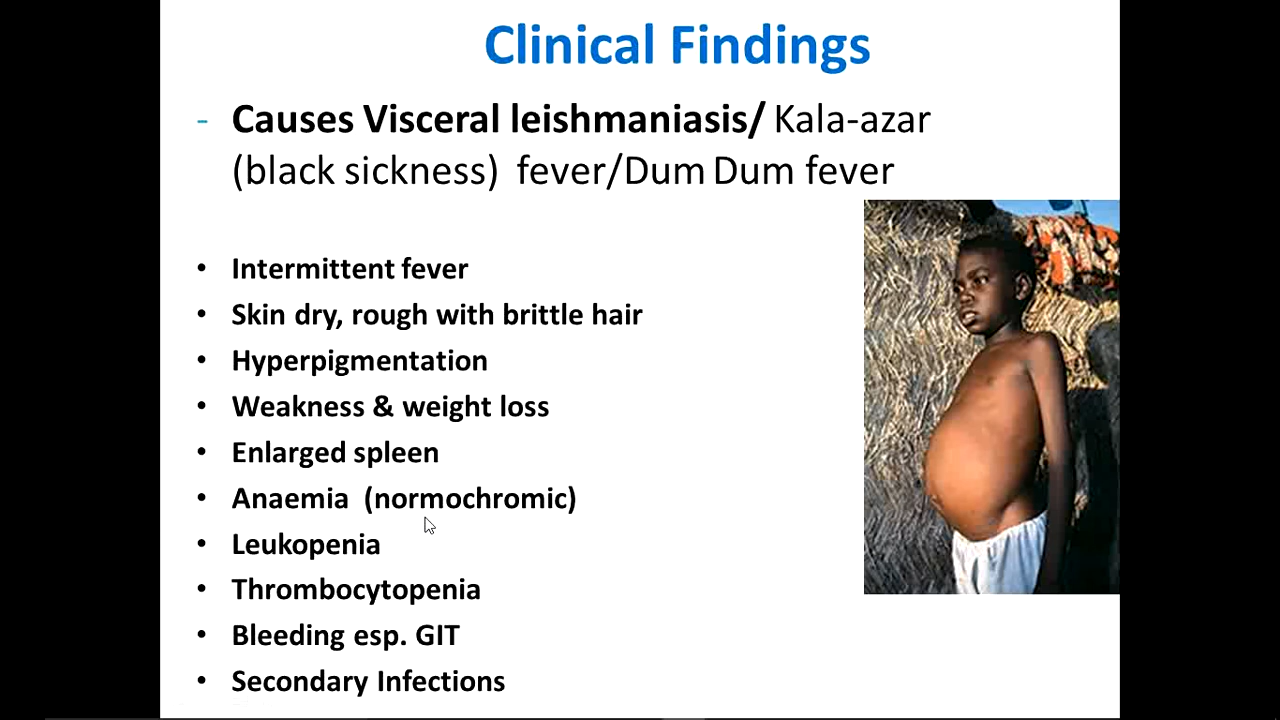 Clinical Findings
- Causes Visceral leishmaniasis/ Kala-azar
(black sickness) fever/Dum Dum fever
• Intermittent fever
• Skin dry, rough with brittle hair
• Hyperpigmentation
• Weakness & weight loss
• Enlarged spleen
• Anaemia (normochromic)
• Leukopenia
• Thrombocytopenia
• Bleeding esp. GIT
• Secondary Infections